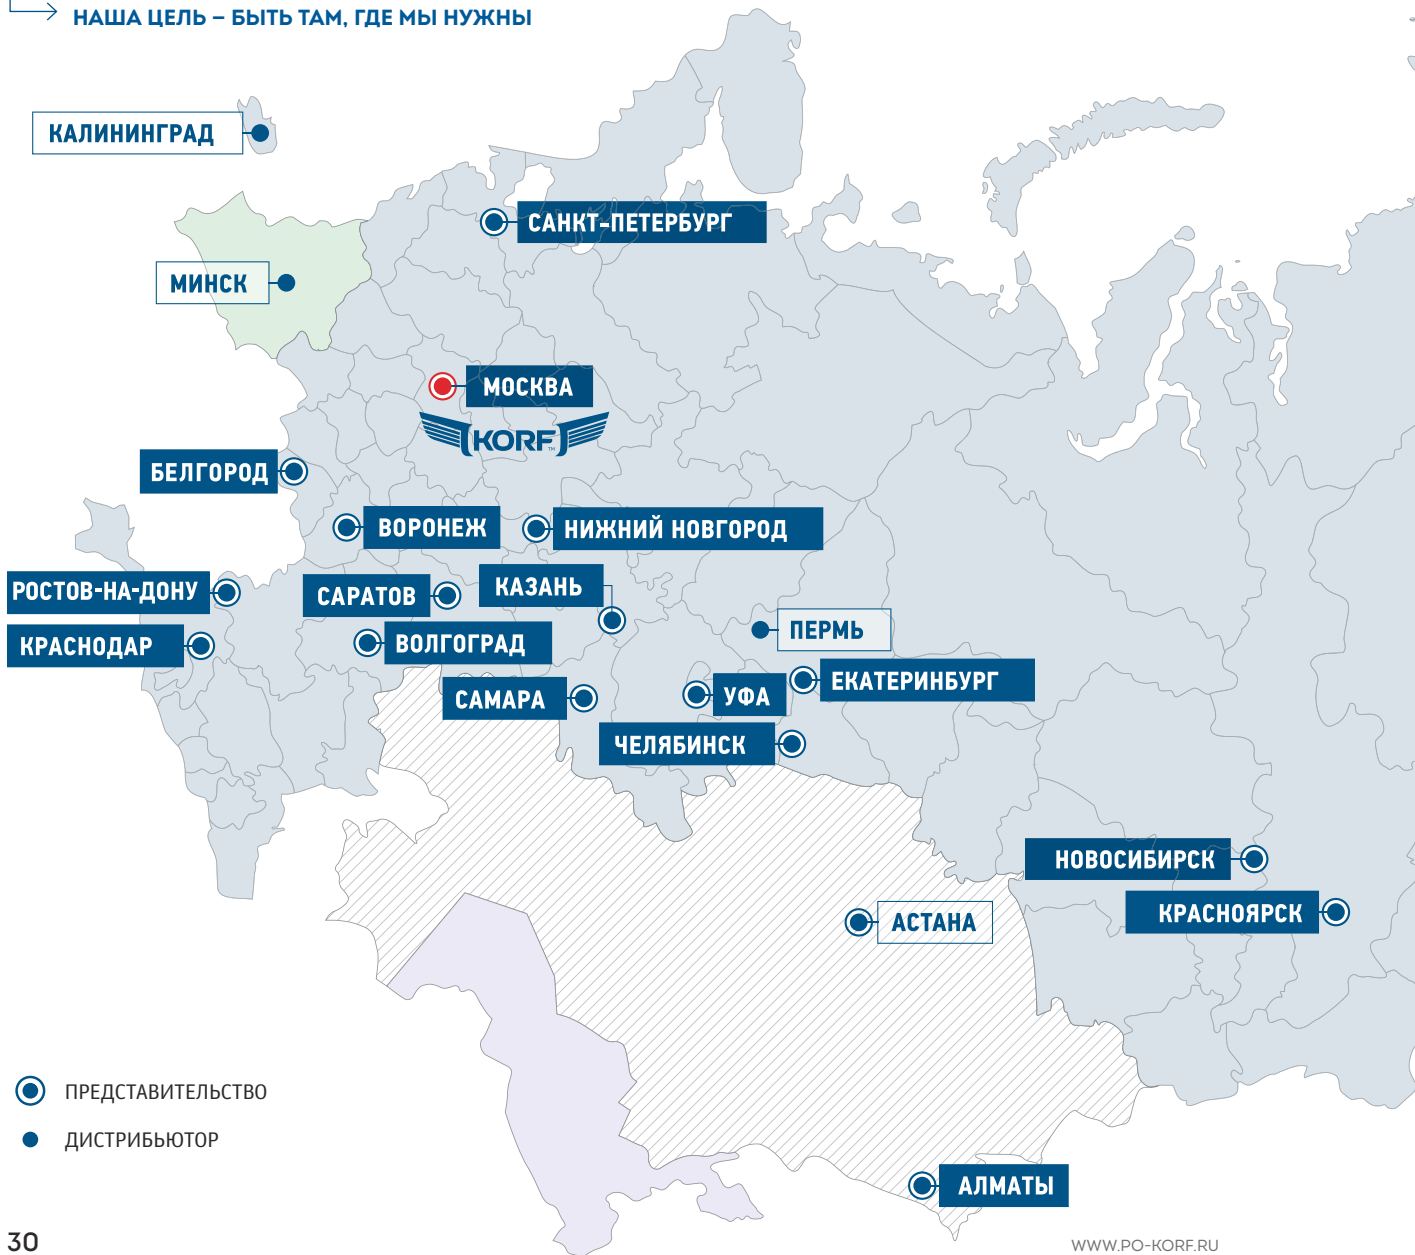 НАША ЦЕЛЬ – БЫТЬ ТАМ, ГДЕ МЫ НУЖНЫ
КАЛИНИНГРАД
САНКТ-ПЕТЕРБУРГ
МИНСК
МОСКВА
KORF™
БЕЛГОРОД
ВОРОНЕЖ
НИЖНИЙ НОВГОРОД
РОСТОВ-НА-ДОНУ
САРАТОВ
КАЗАНЬ
ПЕРМЬ
КРАСНОДАР
ВОЛГОГРАД
ЕКАТЕРИНБУРГ
САМАРА
УФА
ЧЕЛЯБИНСК
НОВОСИБИРСК
КРАСНОЯРСК
АСТАНА
ПРЕДСТАВИТЕЛЬСТВО
ДИСТРИБЬЮТОР
АЛМАТЫ
30
WWW.PO-KORF.RU